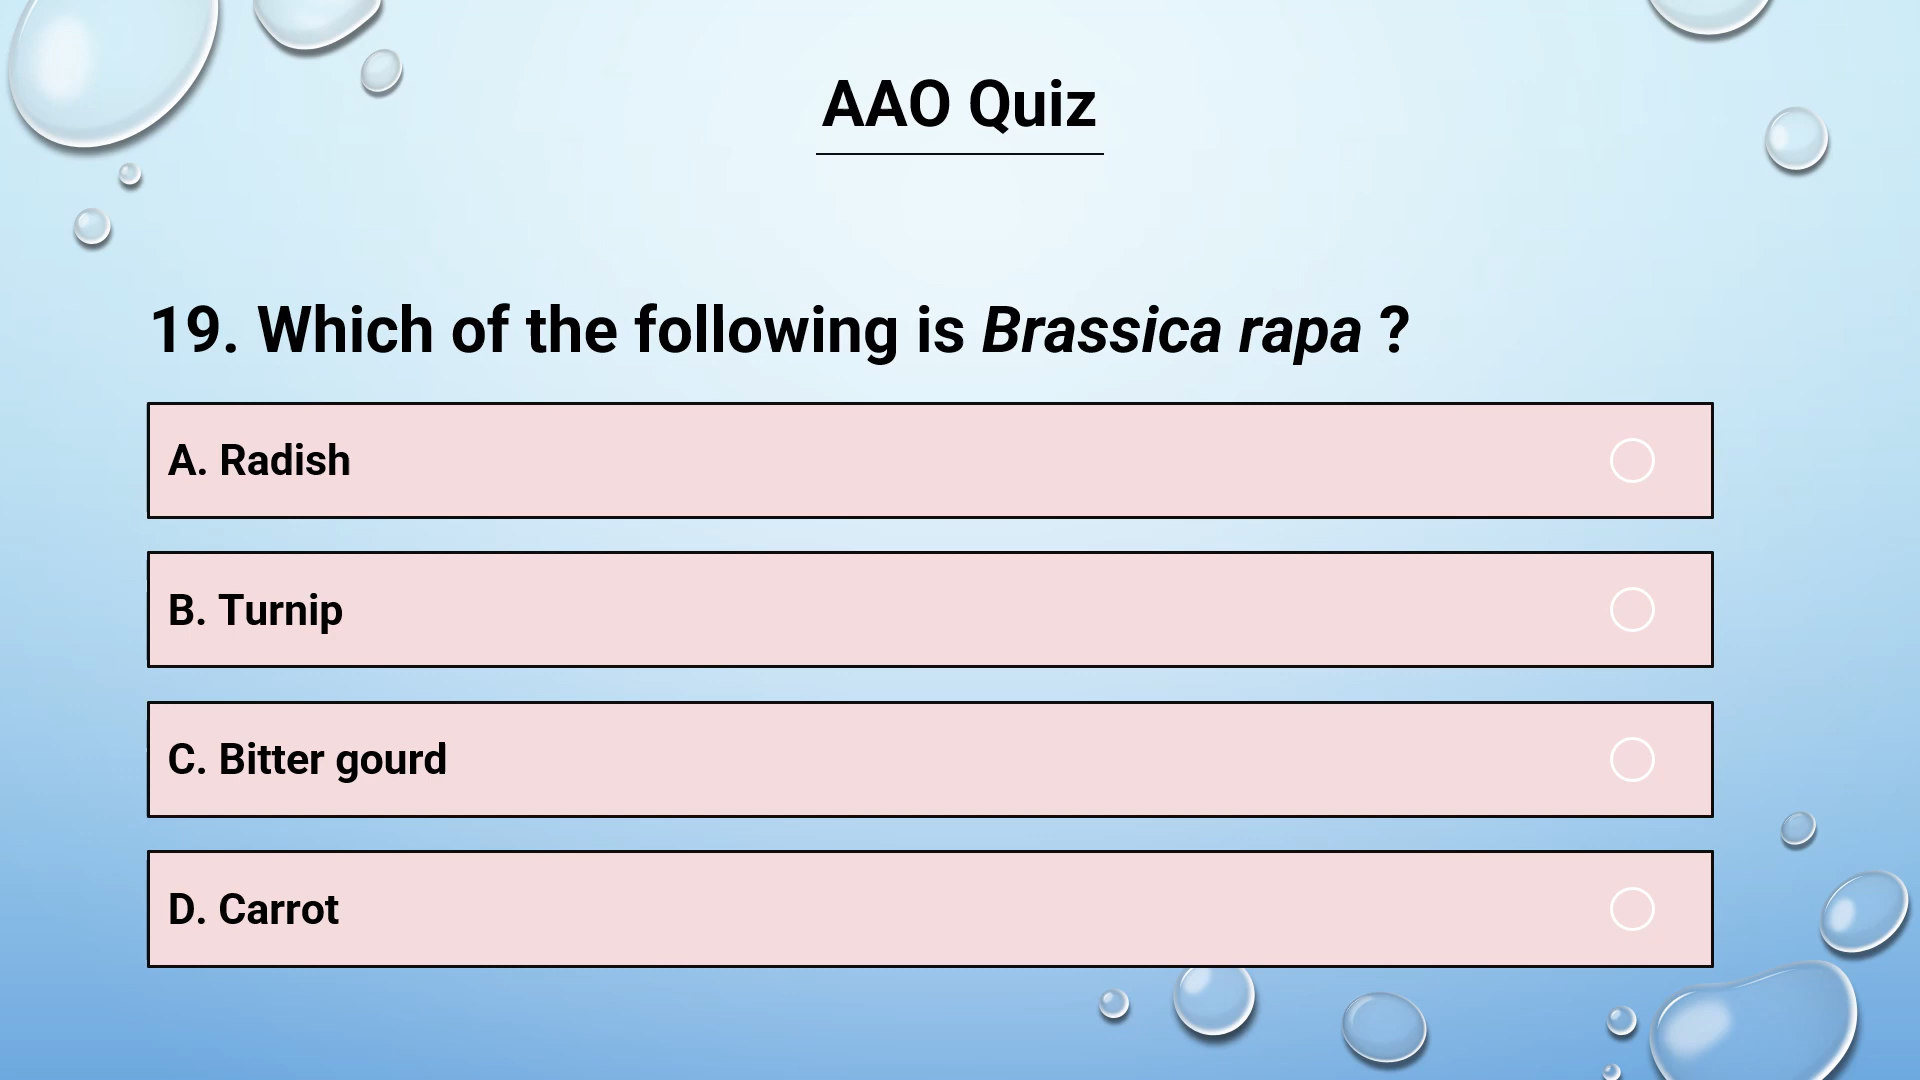 AAO Quiz
19. Which of the following is Brassica rapa ?
A. Radish
B. Turnip
C. Bitter gourd
D. Carrot